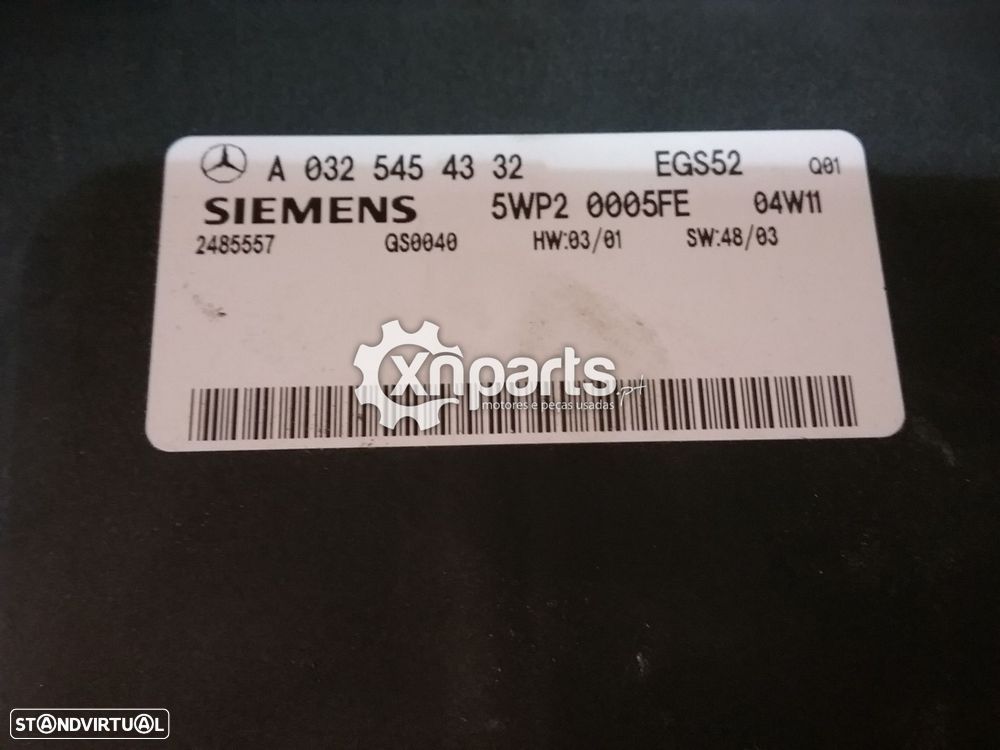 A 032 545 43 32 EGS52 Q01
SIEMENS 5WP2 0005FE 04W11
2485557 GS0040 HW:03/01 SW:48/03
xnparts.pt
motores e peças usadas
STANDVIRTUAL